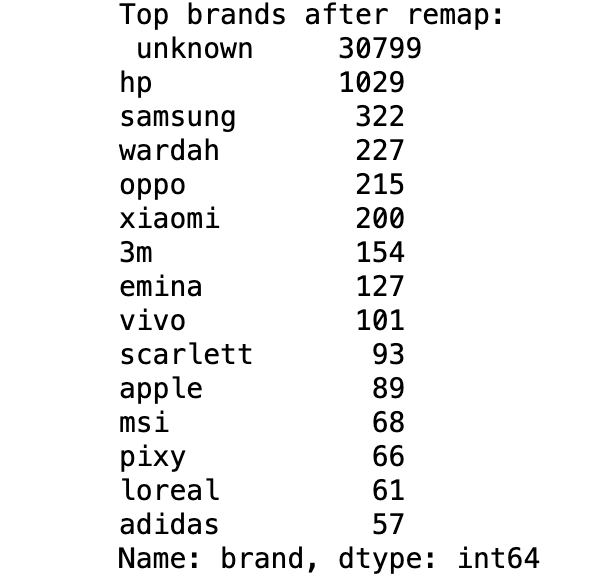 Top brands after remap:
 unknown     30799
hp            1029
samsung        322
wardah         227
oppo           215
xiaomi         200
3m             154
emina          127
vivo           101
scarlett        93
apple           89
msi             68
pixy            66
loreal          61
adidas          57
Name: brand, dtype: int64